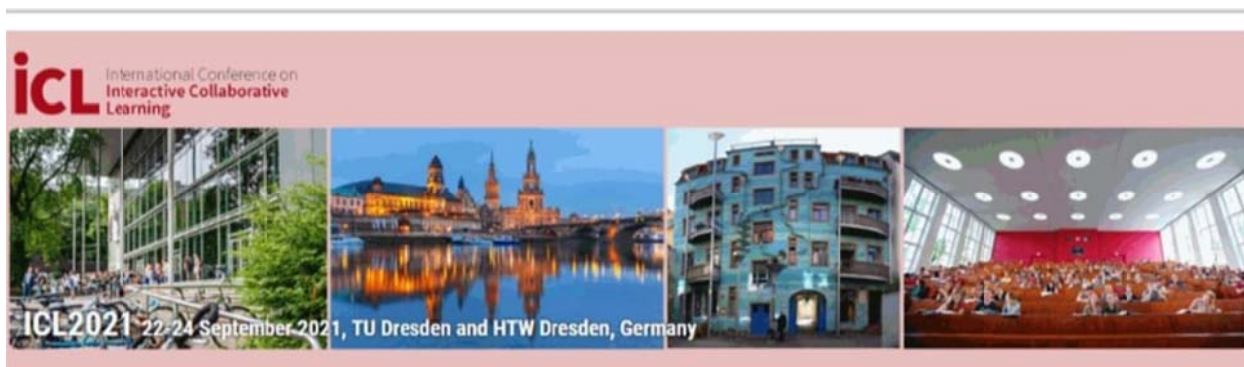 iCL
International Conference on
Interactive Collaborative
Learning
ICL2021 22-24 September 2021, TU Dresden and HTW Dresden, Germany